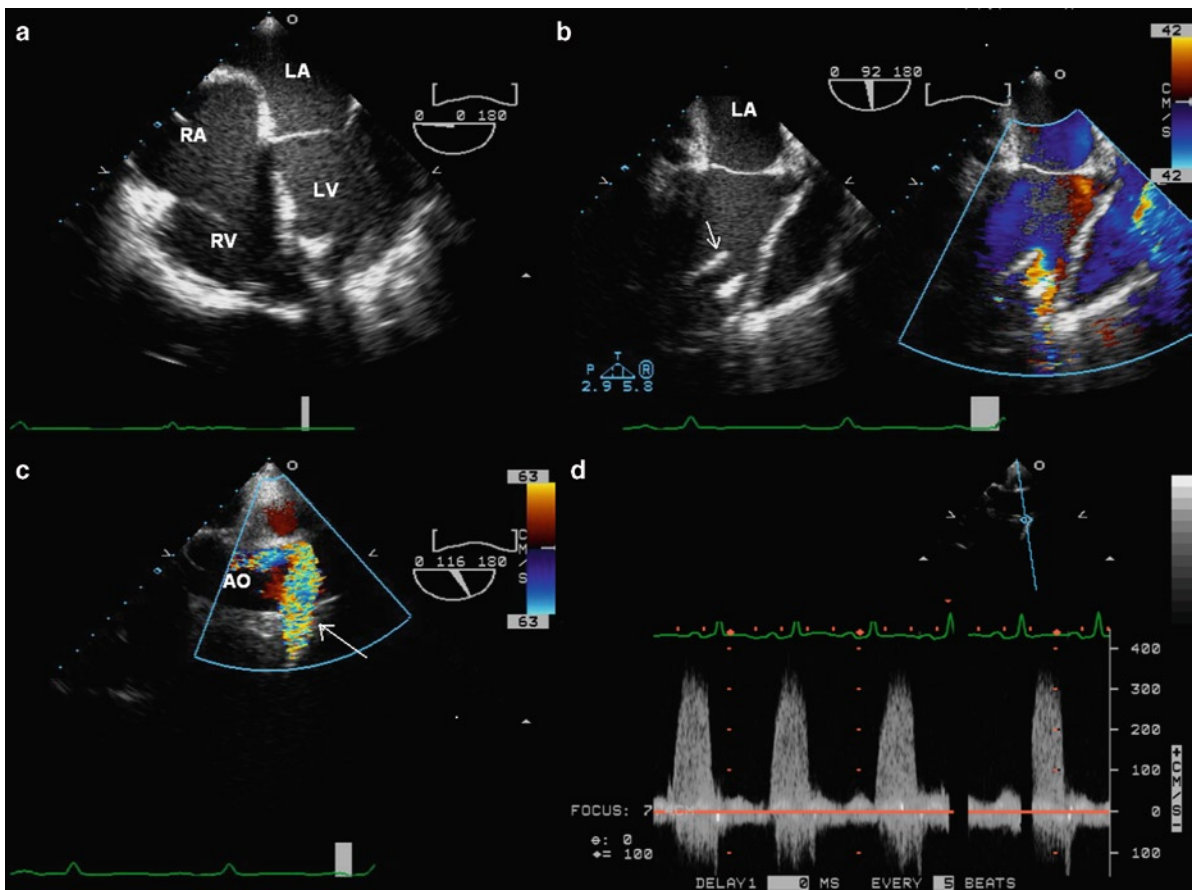 a
LA
RA
LV
RV
0 0 180
b
LA
0 92 180
42
CM/S
42
P T R
2.9 5.8
c
AO
63
CM/S
63
0 116 180
d
400
300
200
100
0
100
+CM/S-
FOCUS: 7
⊖: 0
◆= 100
DELAY1 0 MS EVERY 5 BEATS